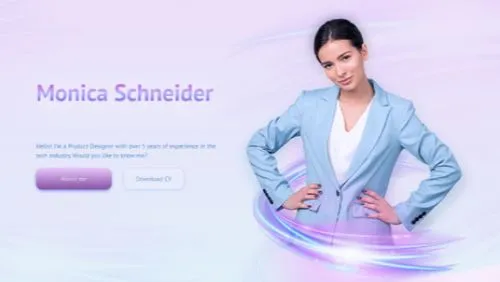 Monica Schneider
Hello! I'm a Product Designer with over 5 years of experience in the
tech industry. Would you like to know me?
About me
Download CV